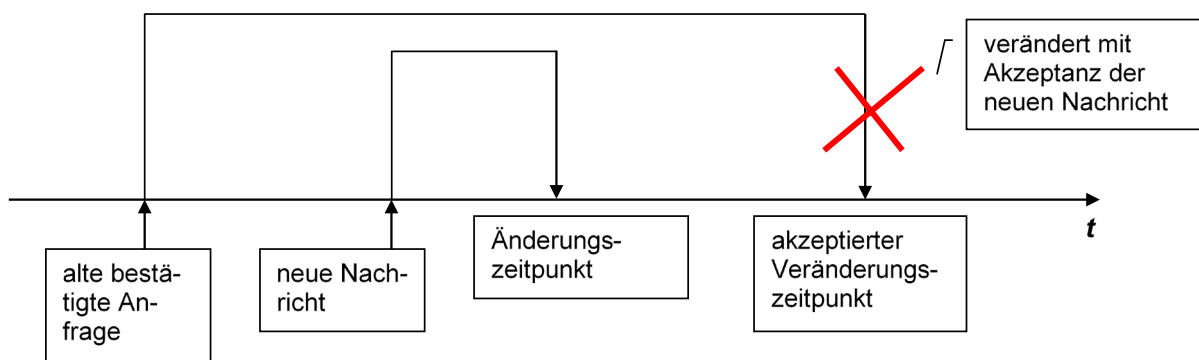 verändert mit
Akzeptanz der
neuen Nachricht
t
alte bestä-
tigte An-
frage
neue Nach-
richt
Änderungs-
zeitpunkt
akzeptierter
Veränderungs-
zeitpunkt